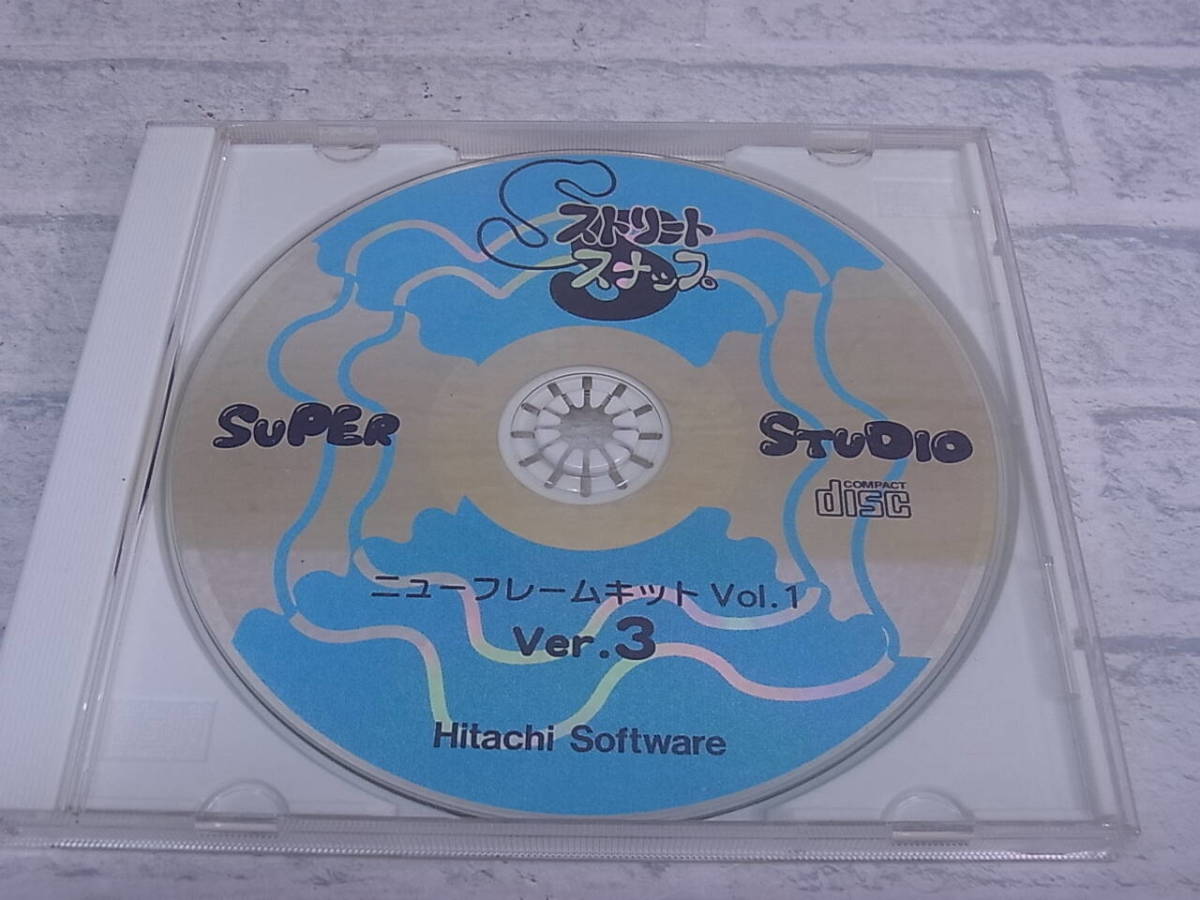 ストリート
スナップ
SUPER
STUDIO
COMPACT
disc
ニューフレームキット Vol.1
Ver.3
Hitachi Software